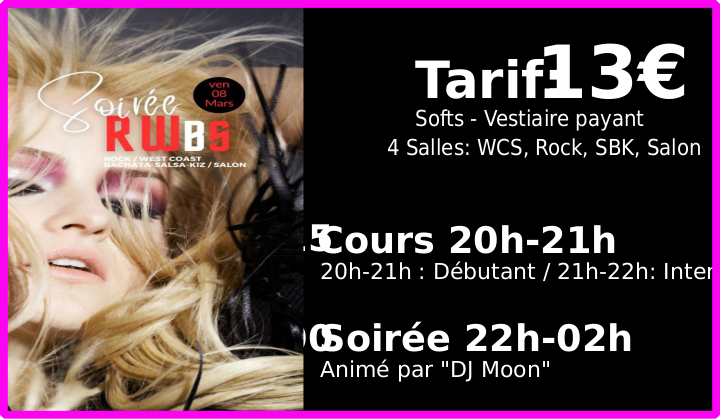 Soirée
ven
08
Mars
RWBS
ROCK / WEST COAST
BACHATA-SALSA-KIZ / SALON
Tarif: 13€
Softs - Vestiaire payant
4 Salles: WCS, Rock, SBK, Salon
Cours 20h-21h
20h-21h : Débutant / 21h-22h: Inter
Soirée 22h-02h
Animé par "DJ Moon"